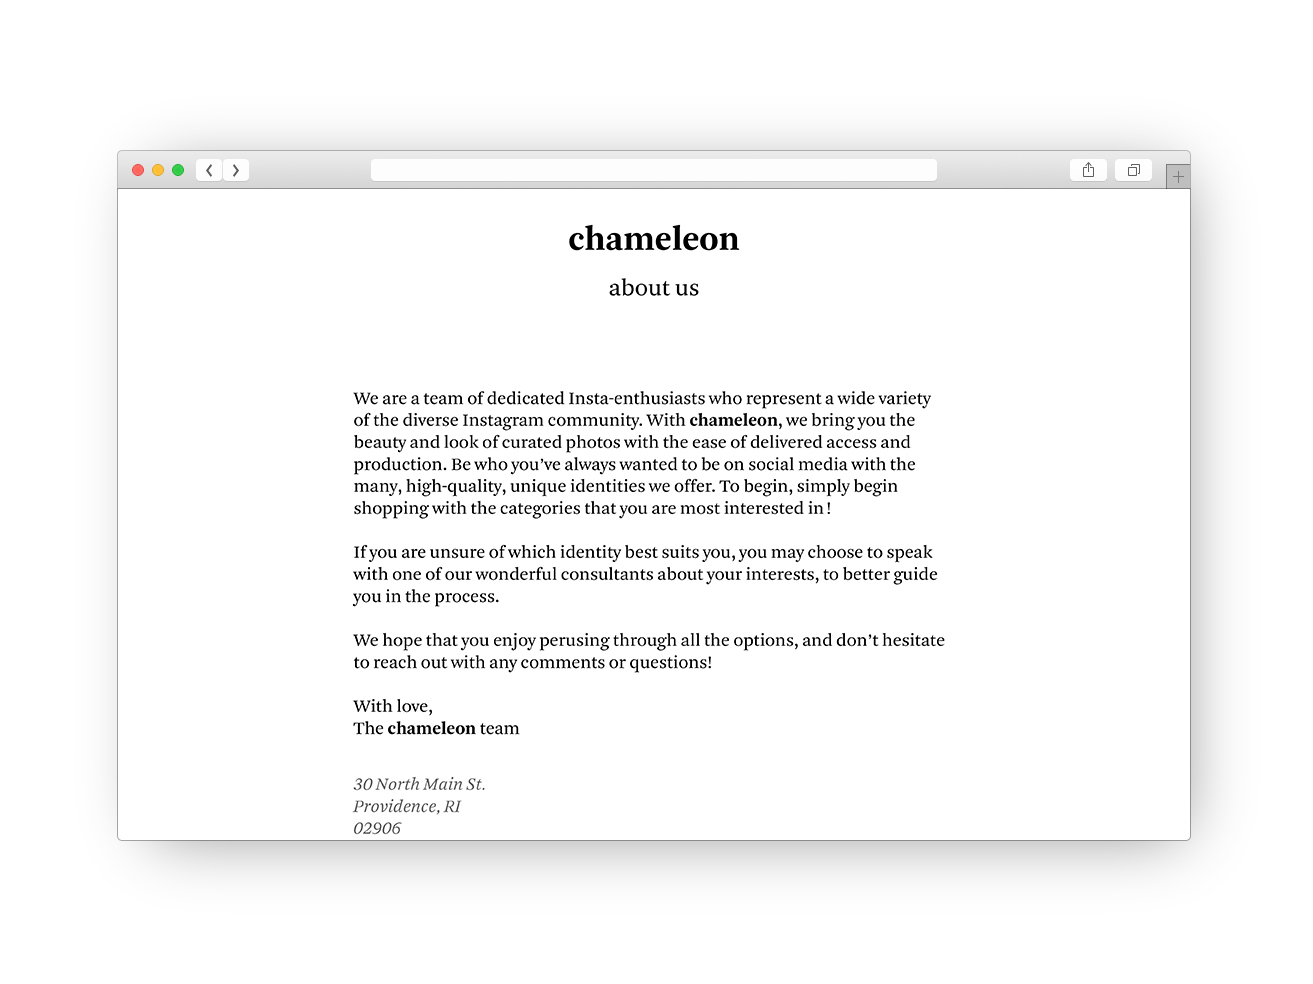 chameleon
about us
We are a team of dedicated Insta-enthusiasts who represent a wide variety
of the diverse Instagram community. With chameleon, we bring you the
beauty and look of curated photos with the ease of delivered access and
production. Be who you’ve always wanted to be on social media with the
many, high-quality, unique identities we offer. To begin, simply begin
shopping with the categories that you are most interested in !
If you are unsure of which identity best suits you, you may choose to speak
with one of our wonderful consultants about your interests, to better guide
you in the process.
We hope that you enjoy perusing through all the options, and don’t hesitate
to reach out with any comments or questions!
With love,
The chameleon team
30 North Main St.
Providence, RI
02906